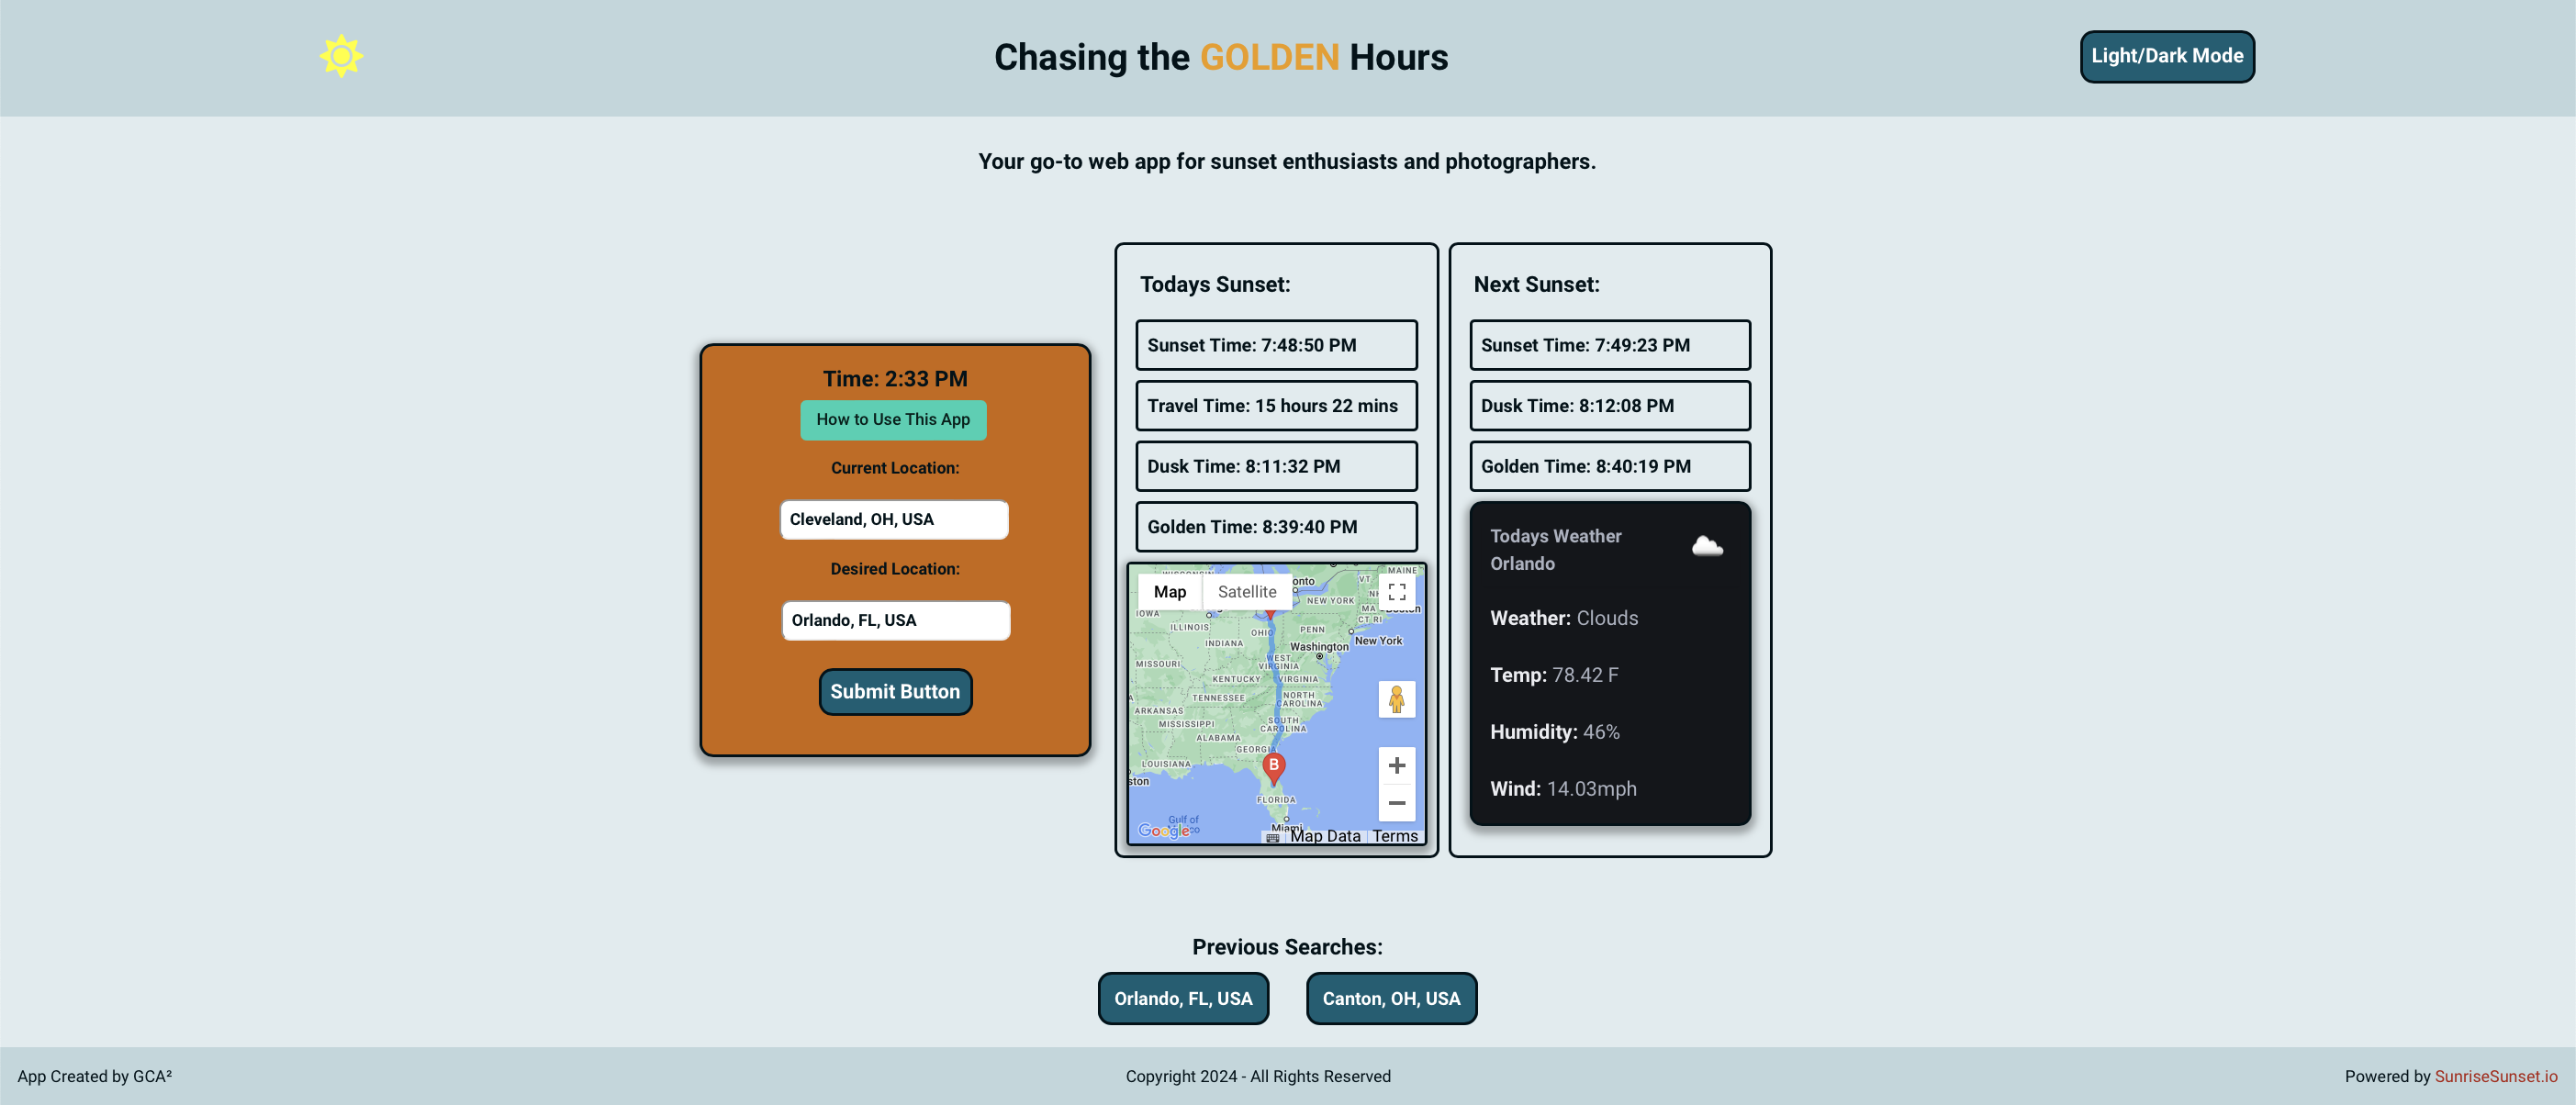 Chasing the GOLDEN Hours
Light/Dark Mode
Your go-to web app for sunset enthusiasts and photographers.
Time: 2:33 PM
How to Use This App
Current Location:
Cleveland, OH, USA
Desired Location:
Orlando, FL, USA
Submit Button
Todays Sunset:
Sunset Time: 7:48:50 PM
Travel Time: 15 hours 22 mins
Dusk Time: 8:11:32 PM
Golden Time: 8:39:40 PM
Map
Satellite
MAINE
VT
onto
NEW YORK
NH
MA
Boston
CT RI
IOWA
ILLINOIS
OHIO
PENN
INDIANA
New York
Washington
MISSOURI
WEST
VIRGINIA
KENTUCKY
VIRGINIA
TENNESSEE
NORTH
CAROLINA
ARKANSAS
MISSISSIPPI
SOUTH
CAROLINA
ALABAMA
GEORGIA
LOUISIANA
B
ston
FLORIDA
Gulf of
Google
Miami
Map Data
Terms
Next Sunset:
Sunset Time: 7:49:23 PM
Dusk Time: 8:12:08 PM
Golden Time: 8:40:19 PM
Todays Weather
Orlando
Weather: Clouds
Temp: 78.42 F
Humidity: 46%
Wind: 14.03mph
Previous Searches:
Orlando, FL, USA
Canton, OH, USA
App Created by GCA²
Copyright 2024 - All Rights Reserved
Powered by SunriseSunset.io